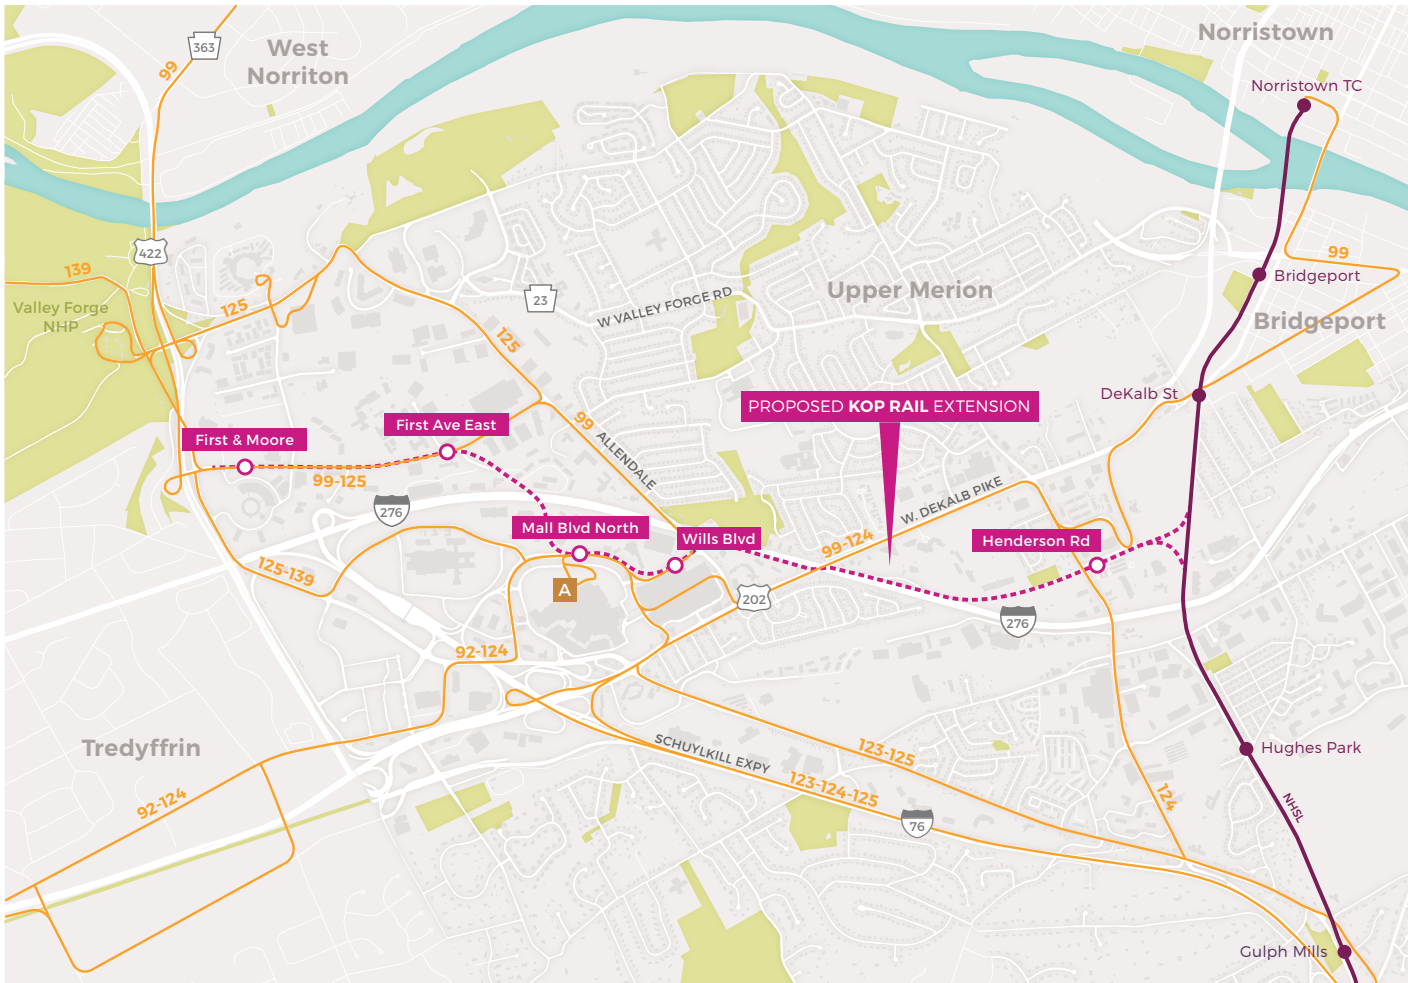 363
West
Norriton
Norristown
99
Norristown TC
422
139
Valley Forge
NHP
125
23
W VALLEY FORGE RD
Upper Merion
99
Bridgeport
Bridgeport
125
DeKalb St
PROPOSED KOP RAIL EXTENSION
First & Moore
First Ave East
99
ALLENDALE
99-125
276
Mall Blvd North
Wills Blvd
99-124
W. DEKALB PIKE
Henderson Rd
125-139
A
202
276
92-124
Tredyffrin
SCHUYLKILL EXPY
123-125
Hughes Park
92-124
123-124-125
124
NHSL
76
Gulph Mills